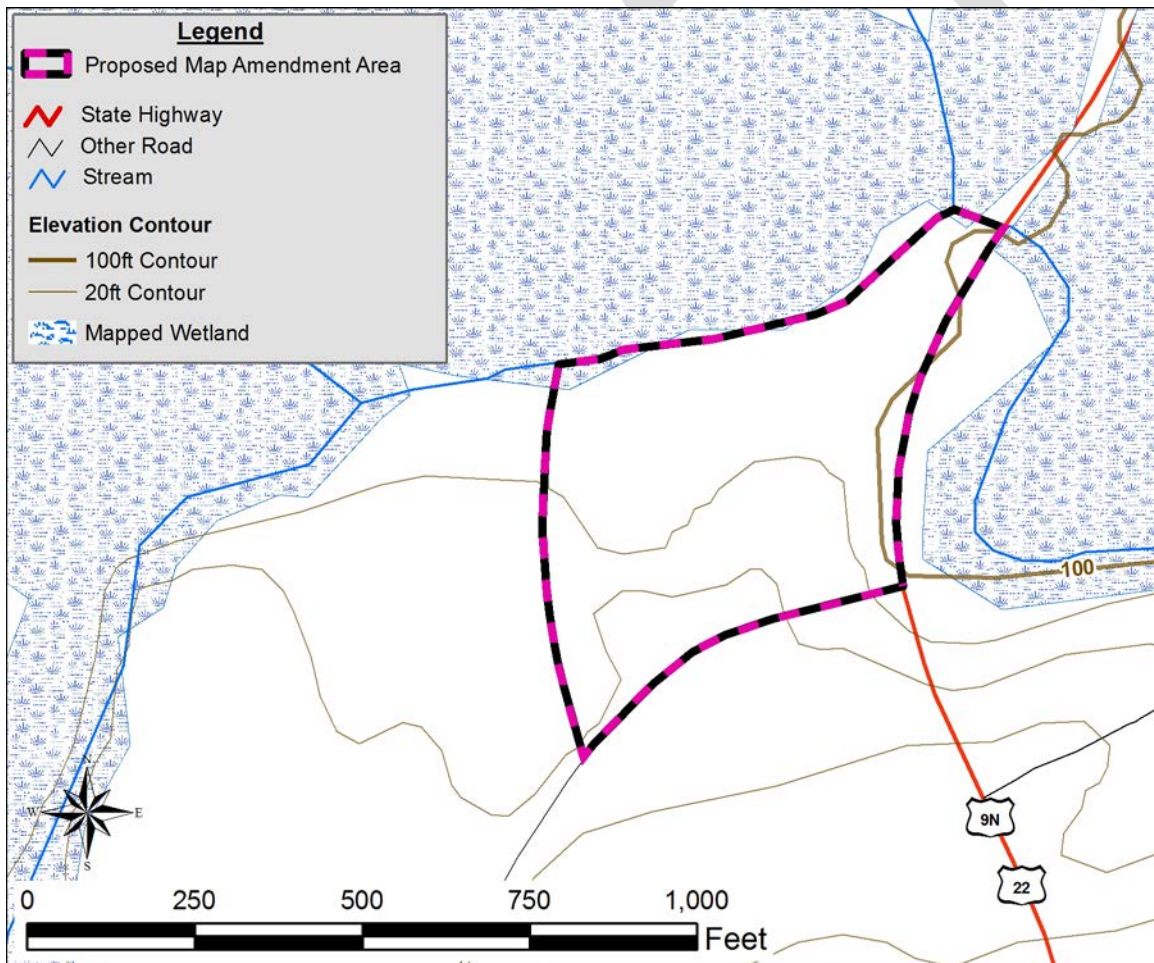 Legend
Proposed Map Amendment Area
State Highway
Other Road
Stream
Elevation Contour
100ft Contour
20ft Contour
Mapped Wetland
100
N
W E
S
9N
22
0 250 500 750 1,000
Feet